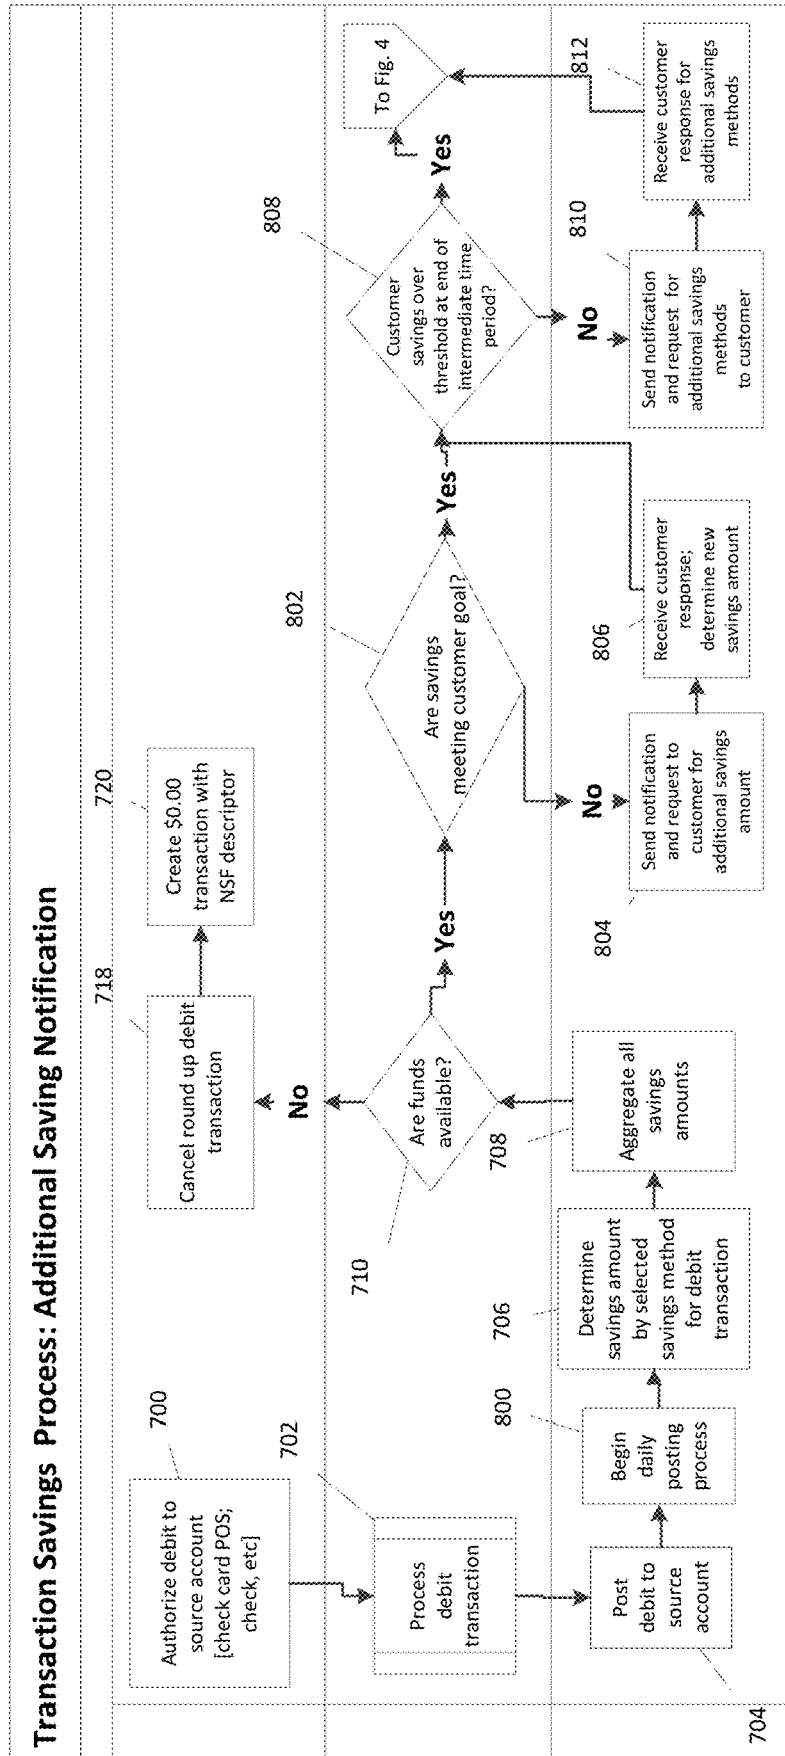 Transaction Savings Process: Additional Saving Notification
700
Authorize debit to
source account
[check card POS;
check, etc]
702
Process
debit
transaction
Post
debit to
source
account
704
800
Begin
daily
posting
process
706
Determine
savings amount
by selected
savings method
for debit
transaction
708
Aggregate all
savings
amounts
710
Are funds
available?
No
718
Cancel round up debit
transaction
720
Create $0.00
transaction with
NSF descriptor
Yes
802
Are savings
meeting customer goal?
No
804
Send notification
and request to
customer for
additional savings
amount
806
Receive customer
response;
determine new
savings amount
Yes
808
Customer
savings over
threshold at end of
intermediate time
period?
No
810
Send notification
and request for
additional savings
methods
to customer
812
Receive customer
response for
additional savings
methods
Yes
To Fig. 4